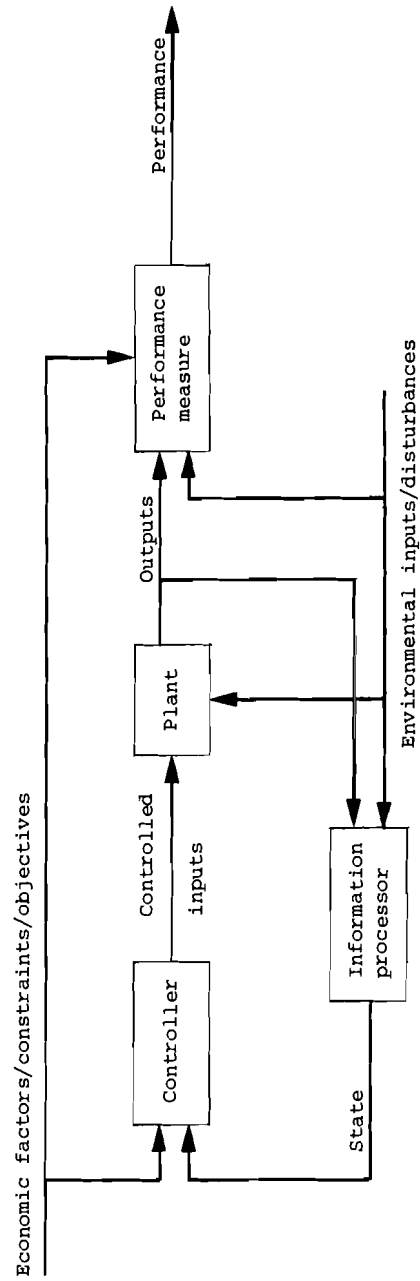 Economic factors/constraints/objectives
Controller
Controlled
inputs
Plant
Outputs
Performance
measure
Performance
State
Information
processor
Environmental inputs/disturbances